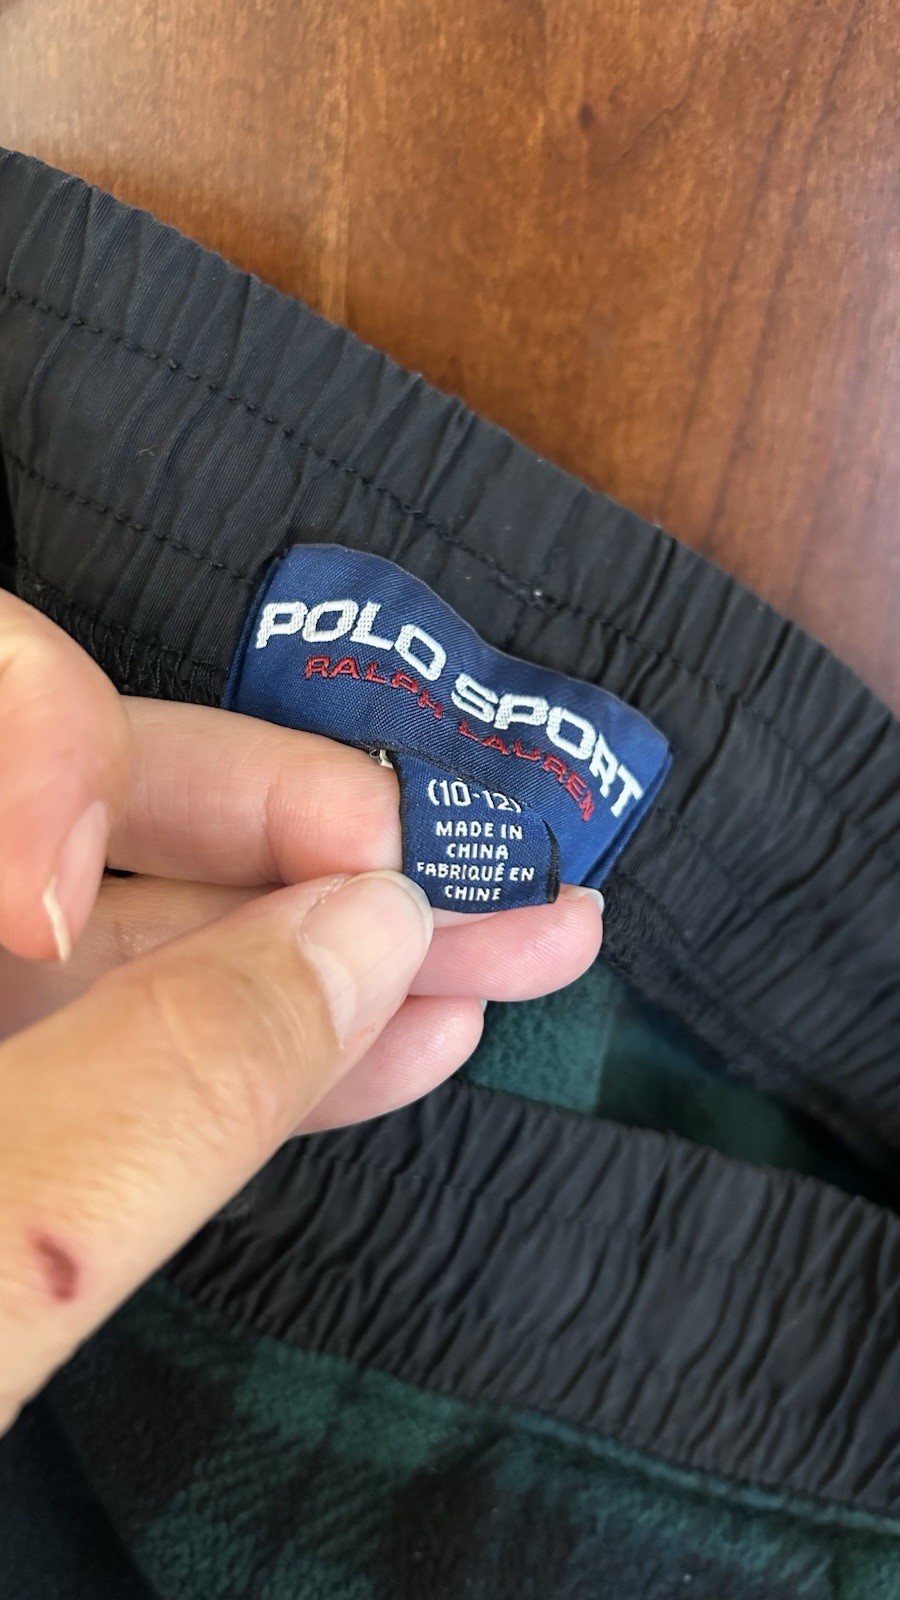 POLO SPORT
RALPH LAUREN
(10-12)
MADE IN
CHINA
FABRIQUÉ EN
CHINE